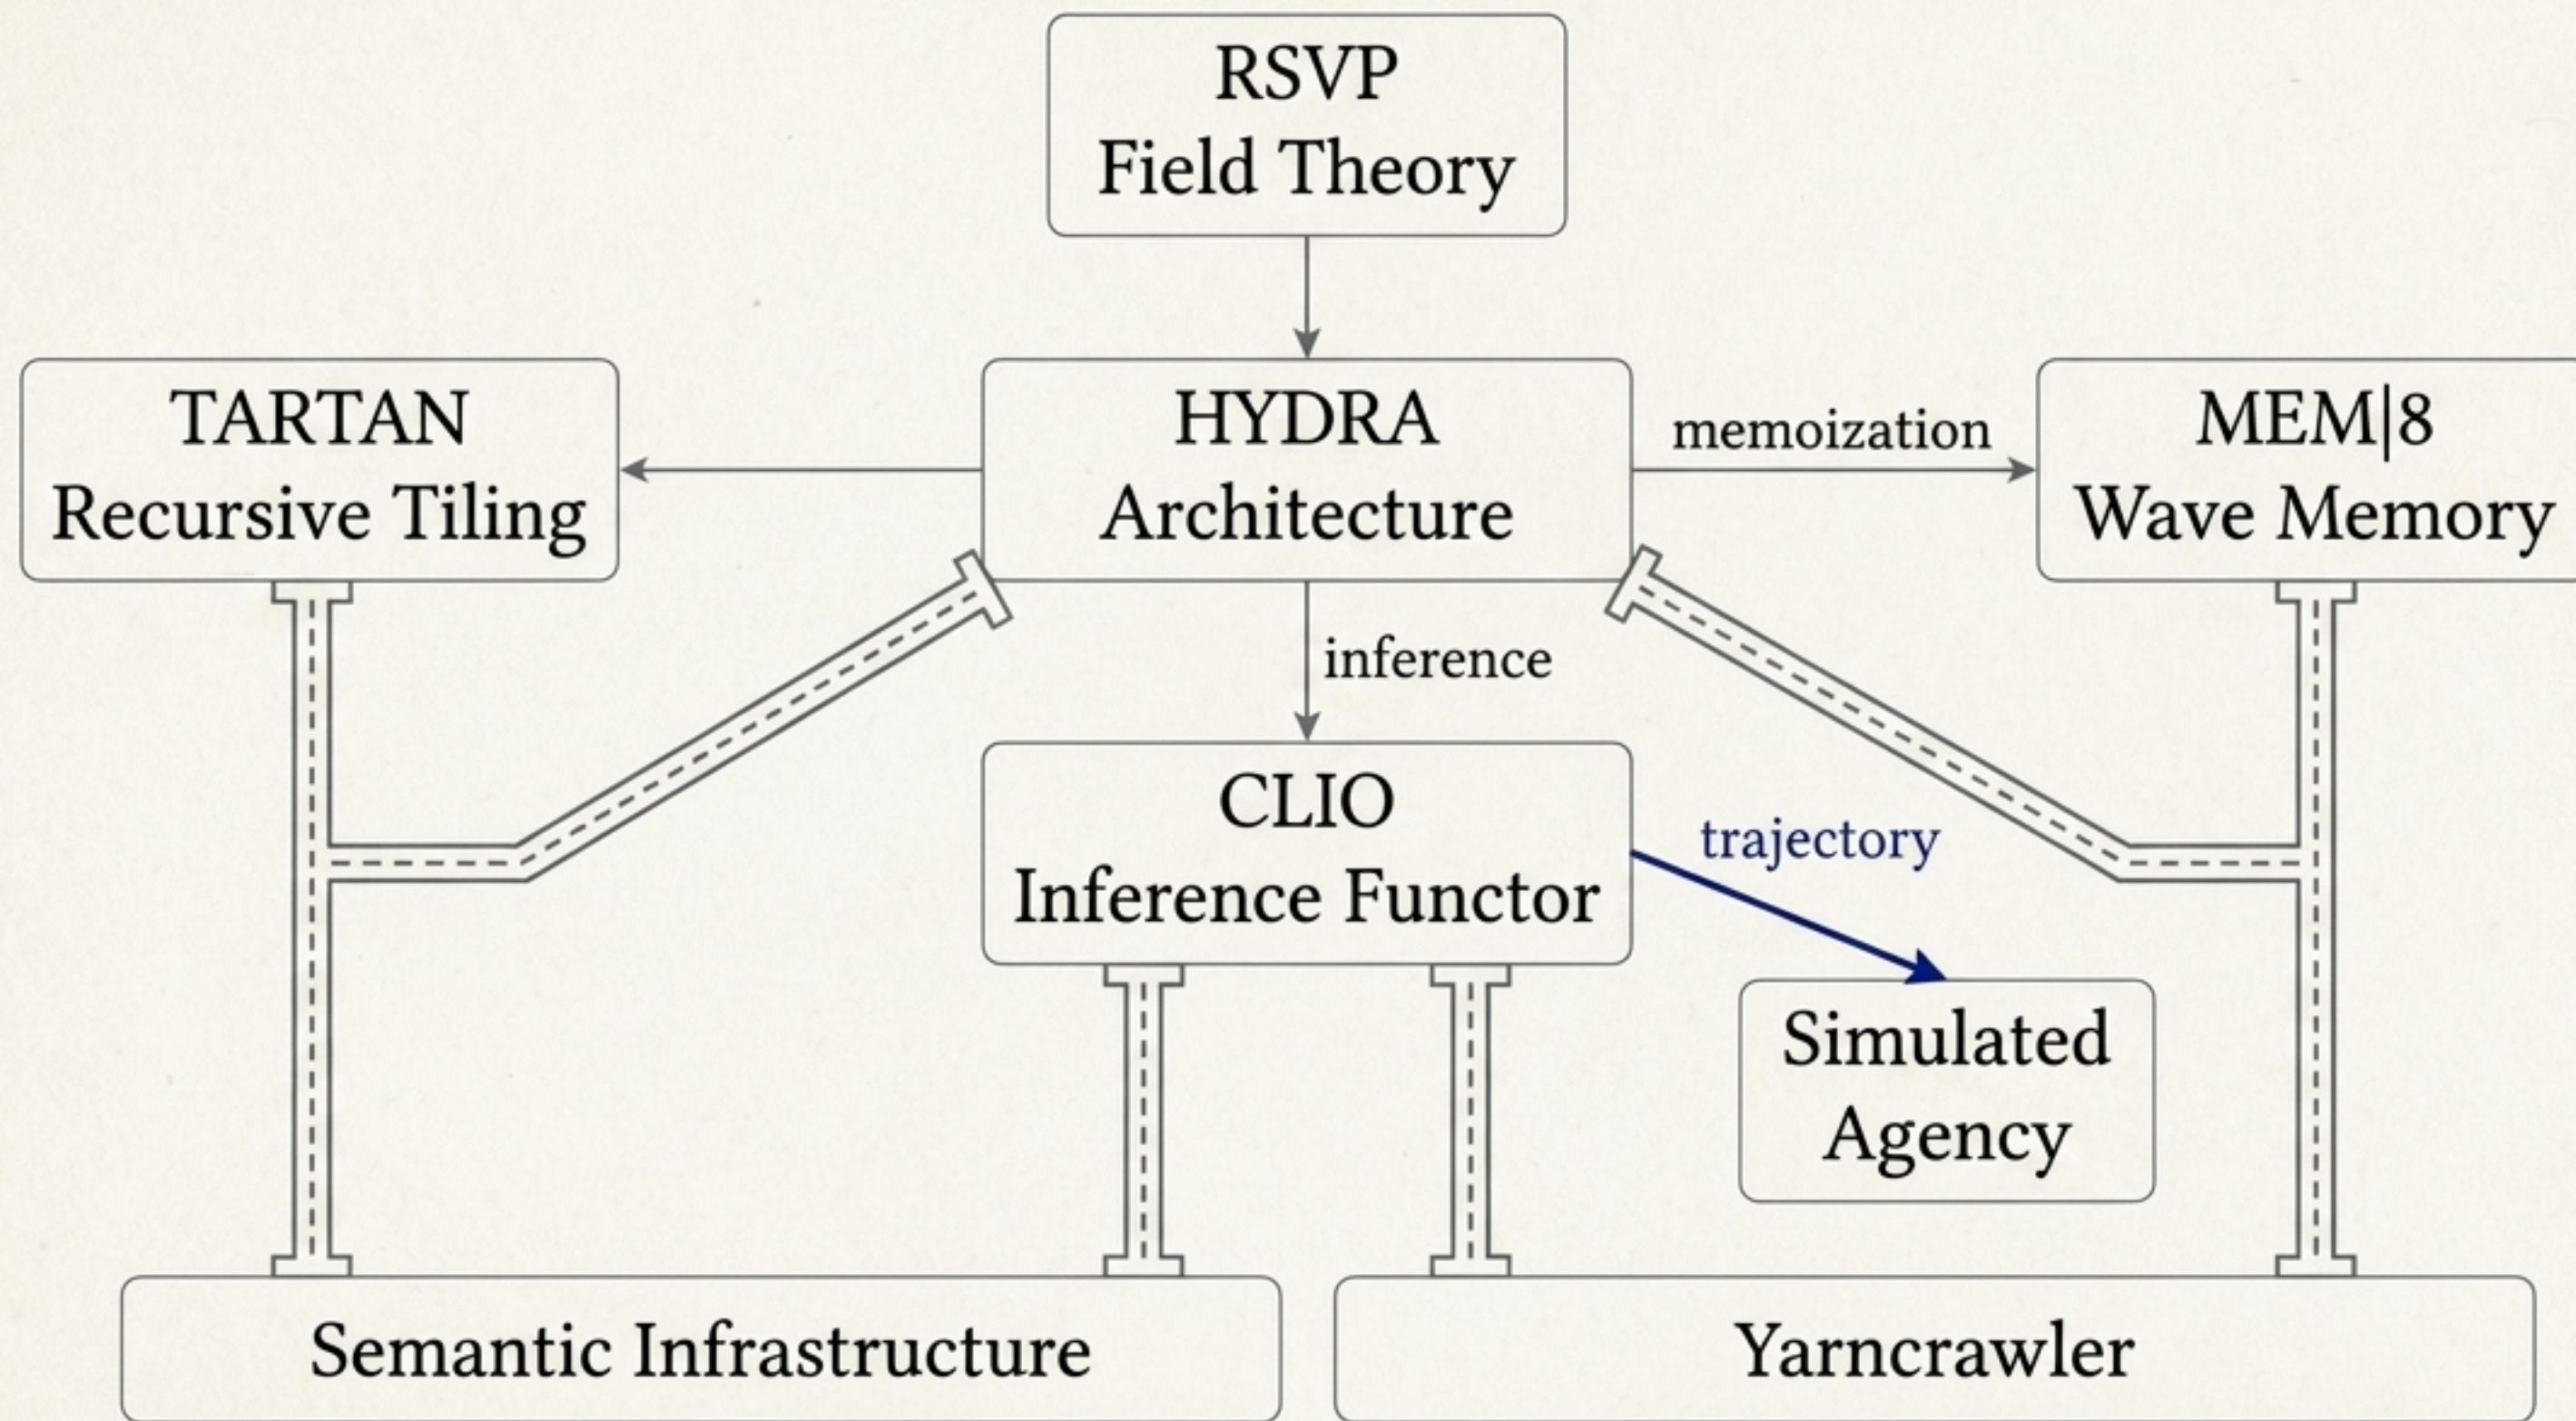 RSVP
Field Theory
TARTAN
Recursive Tiling
HYDRA
Architecture
memoization
MEM|8
Wave Memory
inference
CLIO
Inference Functor
trajectory
Simulated
Agency
Semantic Infrastructure
Yarncrawler